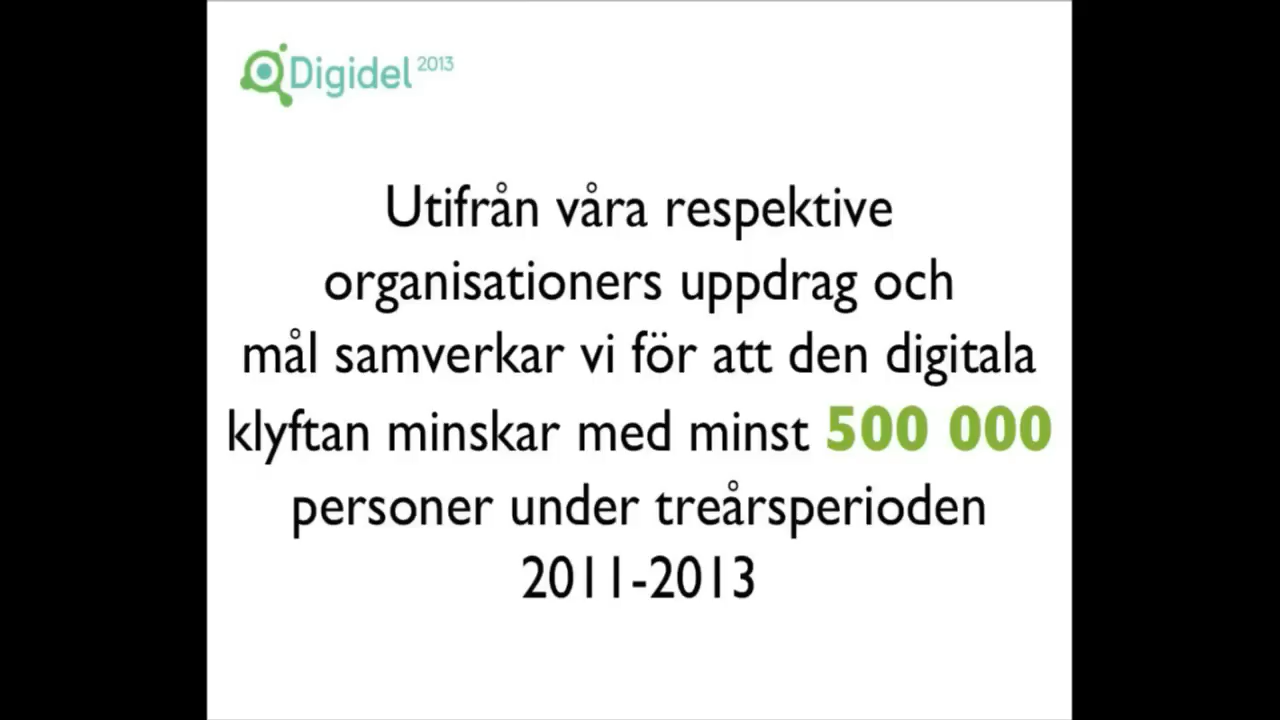 Digidel 2013
Utifrån våra respektive
organisationers uppdrag och
mål samverkar vi för att den digitala
klyftan minskar med minst 500 000
personer under treårsperioden
2011-2013